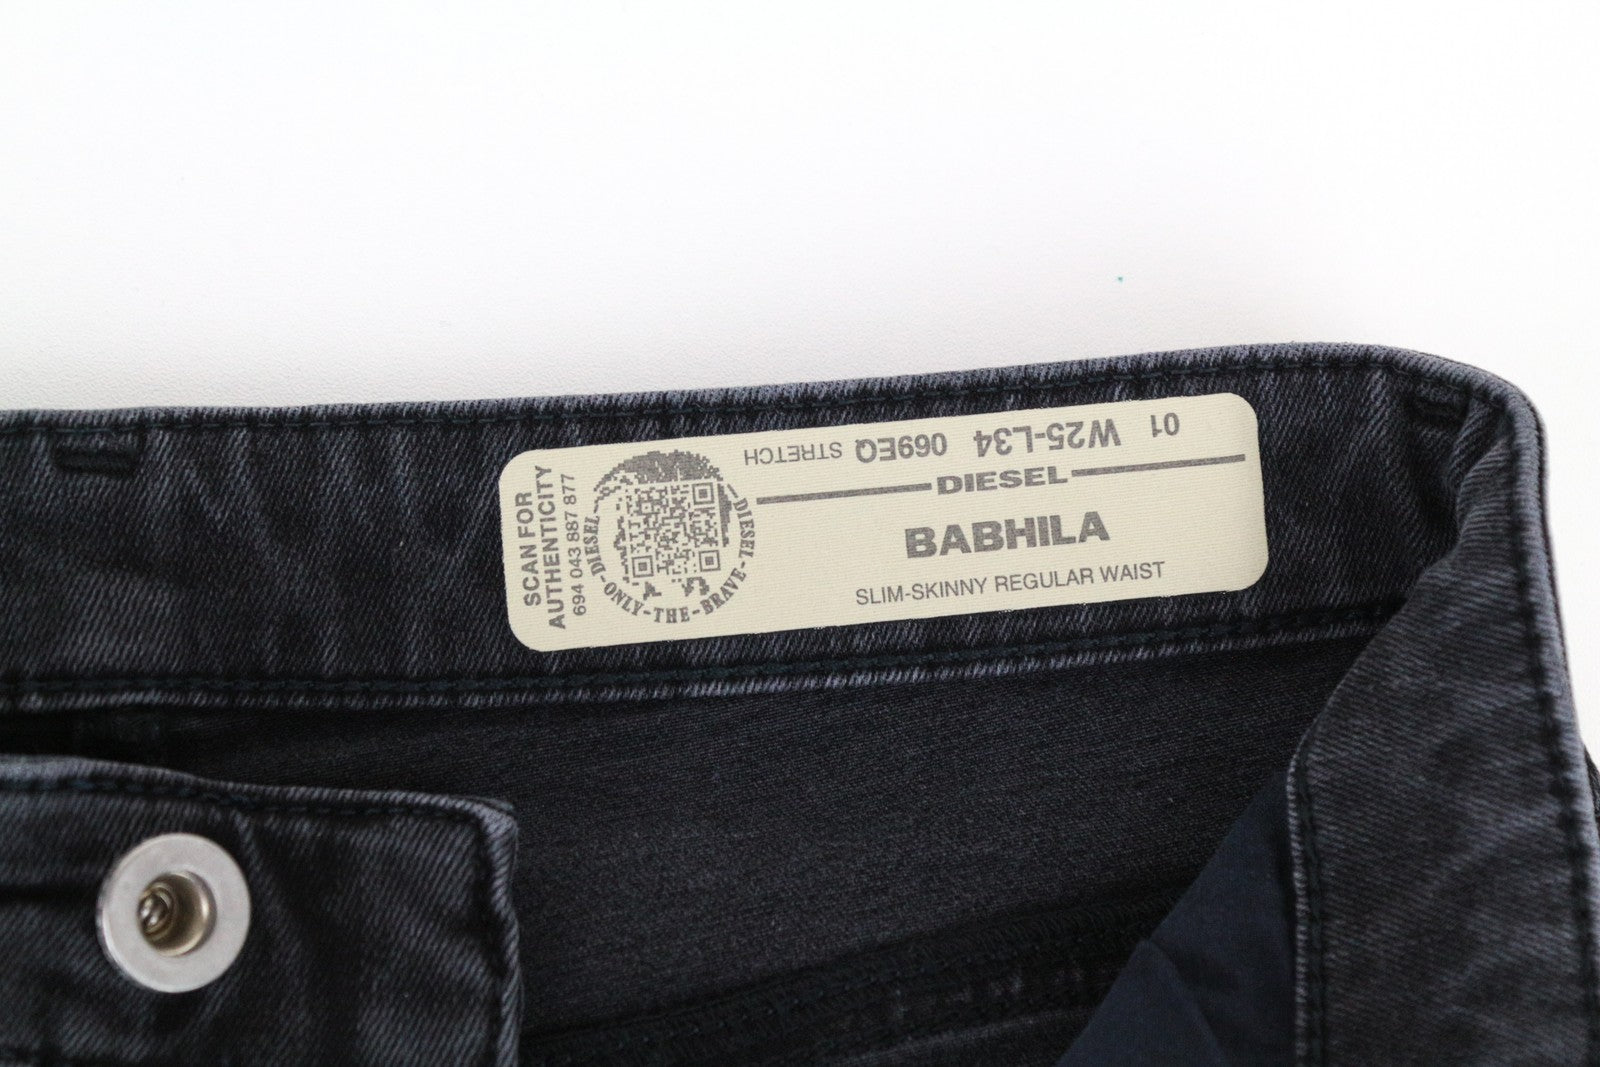 SCAN FOR
AUTHENTICITY
694 043 887 877
DIESEL-ONLY-THE-BRAVE-DIESEL
01 W25-L34 069EQ STRETCH
DIESEL
BABHILA
SLIM-SKINNY REGULAR WAIST